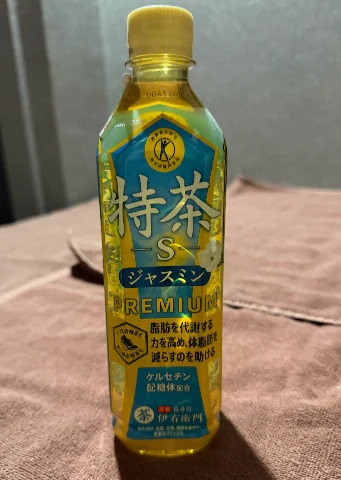 特茶
S
ジャスミン
PREMIUM
脂肪を代謝する
力を高め、体脂肪を
減らすのを助ける
ケルセチン
配糖体配合
茶
伊右衛門